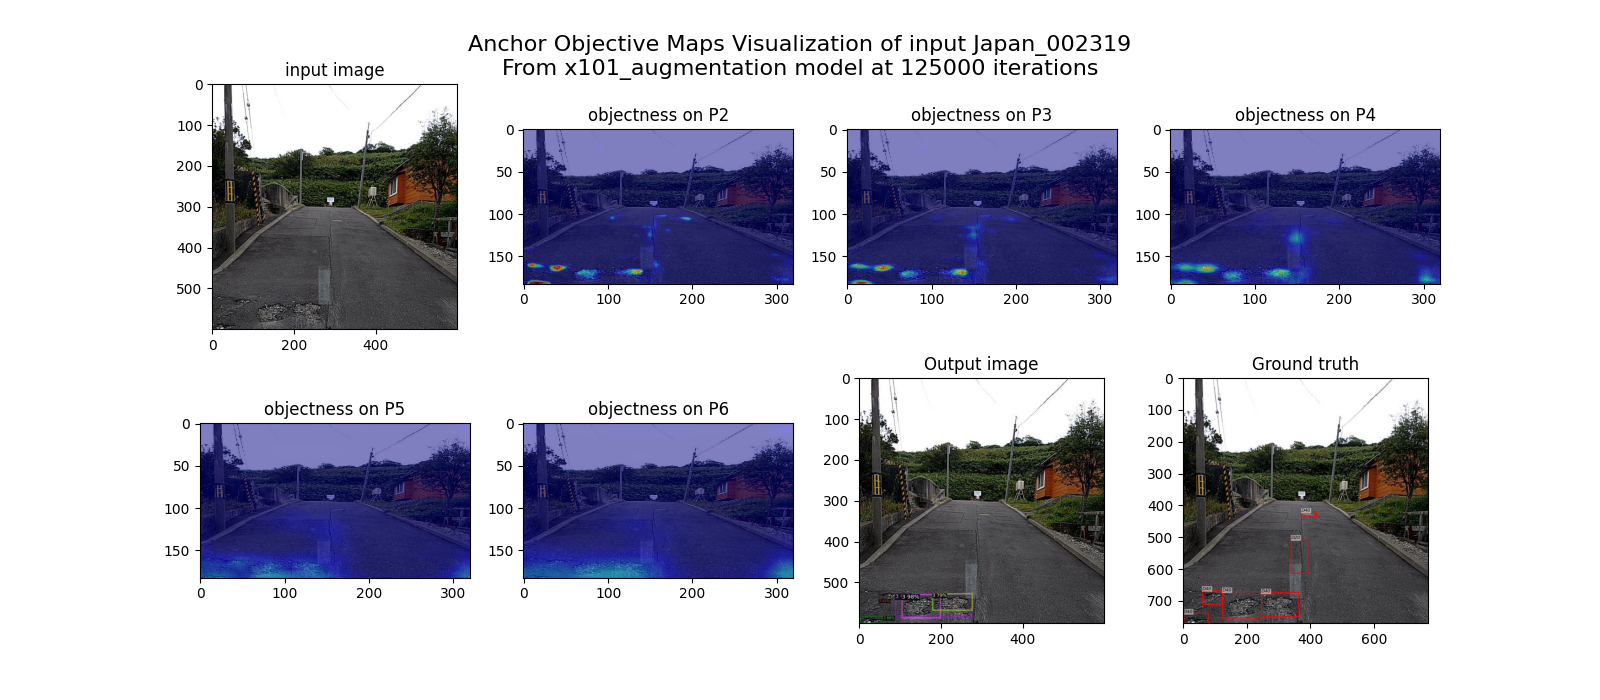 Anchor Objective Maps Visualization of input Japan_002319
From x101_augmentation model at 125000 iterations
input image
0
100
200
300
400
500
0 200 400
objectness on P2
0
50
100
150
0 100 200 300
objectness on P3
0
50
100
150
0 100 200 300
objectness on P4
0
50
100
150
0 100 200 300
objectness on P5
0
50
100
150
0 100 200 300
objectness on P6
0
50
100
150
0 100 200 300
Output image
0
100
200
300
400
500
0 200 400
Ground truth
0
100
200
300
400
500
600
700
0 200 400 600